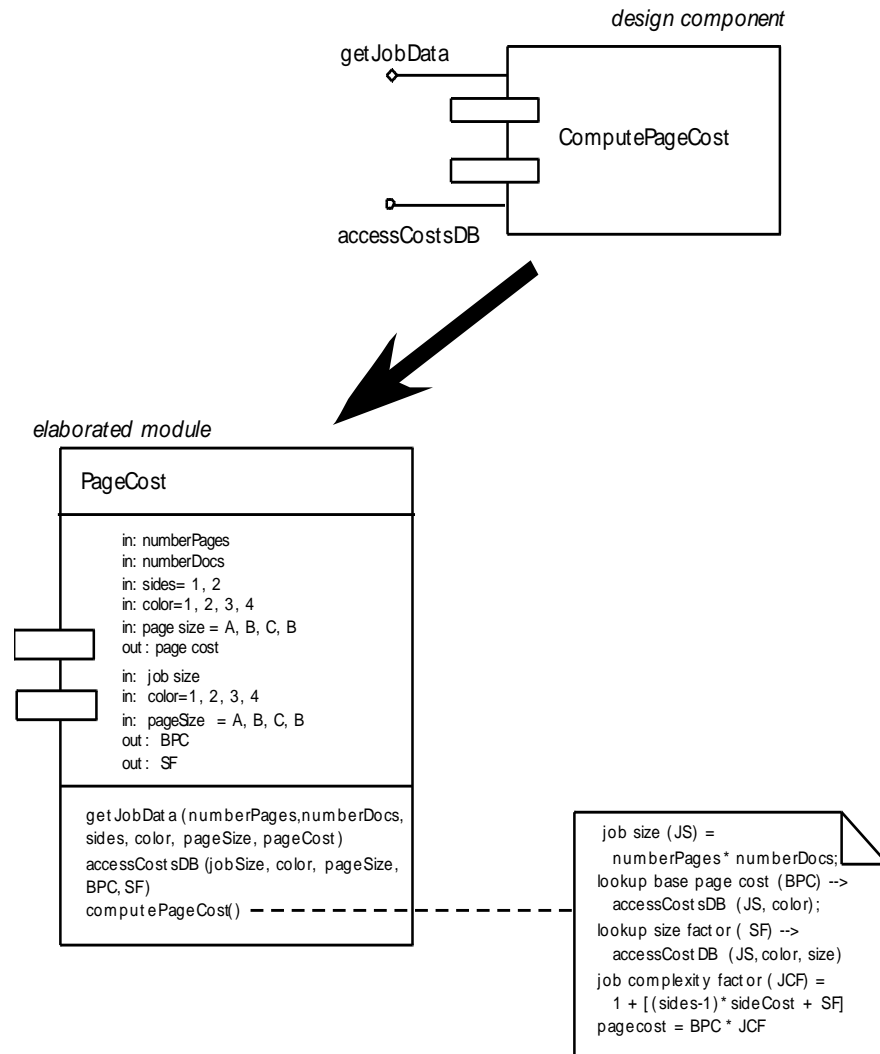 design component
getJobData
ComputePageCost
accessCostsDB
elaborated module
PageCost
in: numberPages
in: numberDocs
in: sides= 1, 2
in: color=1, 2, 3, 4
in: page size = A, B, C, B
out: page cost
in: job size
in: color=1, 2, 3, 4
in: pageSize = A, B, C, B
out: BPC
out: SF
getJobData (numberPages,numberDocs,
sides, color, pageSize, pageCost)
accessCostsDB (jobSize, color, pageSize,
BPC, SF)
computePageCost()
job size (JS) =
numberPages * numberDocs;
lookup base page cost (BPC) -->
accessCostsDB (JS, color);
lookup size factor (SF) -->
accessCostDB (JS, color, size)
job complexity factor (JCF) =
1 + [(sides-1)* sideCost + SF]
pagecost = BPC * JCF